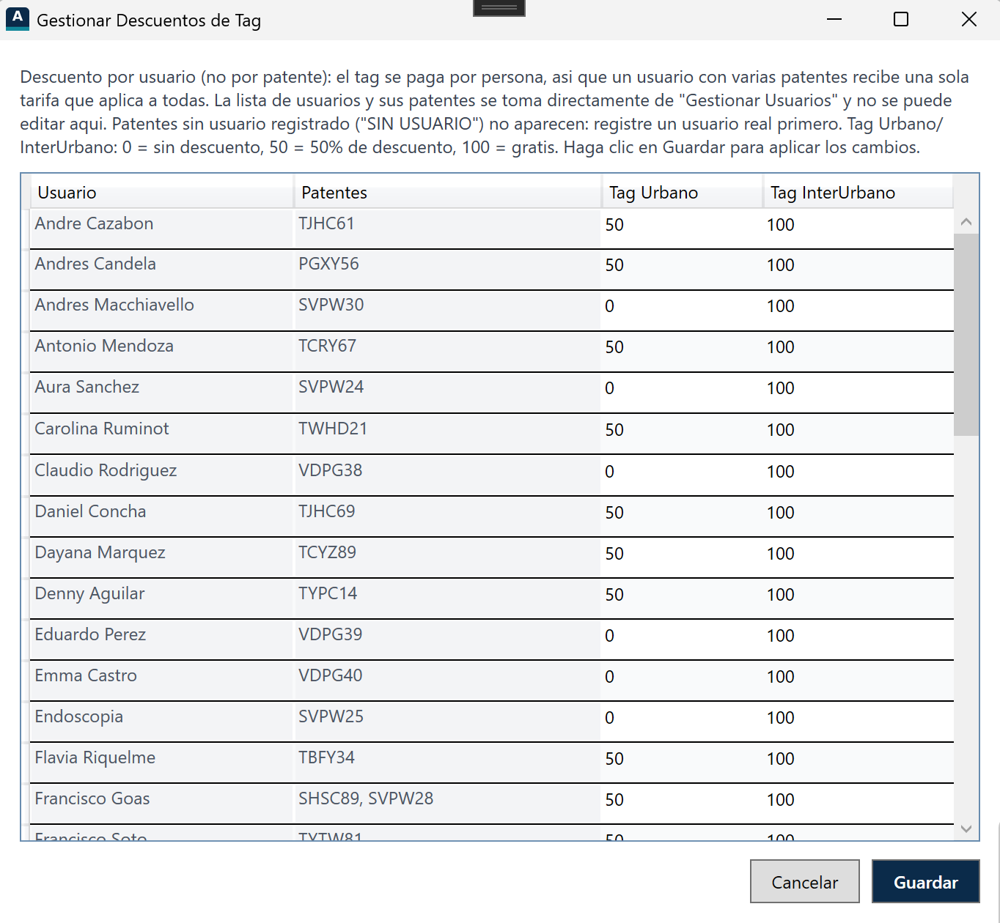 A Gestionar Descuentos de Tag
Descuento por usuario (no por patente): el tag se paga por persona, asi que un usuario con varias patentes recibe una sola
tarifa que aplica a todas. La lista de usuarios y sus patentes se toma directamente de "Gestionar Usuarios" y no se puede
editar aqui. Patentes sin usuario registrado ("SIN USUARIO") no aparecen: registre un usuario real primero. Tag Urbano/
InterUrbano: 0 = sin descuento, 50 = 50% de descuento, 100 = gratis. Haga clic en Guardar para aplicar los cambios.
Usuario Patentes Tag Urbano Tag InterUrbano
Andre Cazabon TJHC61 50 100
Andres Candela PGXY56 50 100
Andres Macchiavello SVPW30 0 100
Antonio Mendoza TCRY67 50 100
Aura Sanchez SVPW24 0 100
Carolina Ruminot TWHD21 50 100
Claudio Rodriguez VDPG38 0 100
Daniel Concha TJHC69 50 100
Dayana Marquez TCYZ89 50 100
Denny Aguilar TYPC14 50 100
Eduardo Perez VDPG39 0 100
Emma Castro VDPG40 0 100
Endoscopia SVPW25 0 100
Flavia Riquelme TBFY34 50 100
Francisco Goas SHSC89, SVPW28 50 100
Francisco Soto TYTW81 50 100
Cancelar Guardar